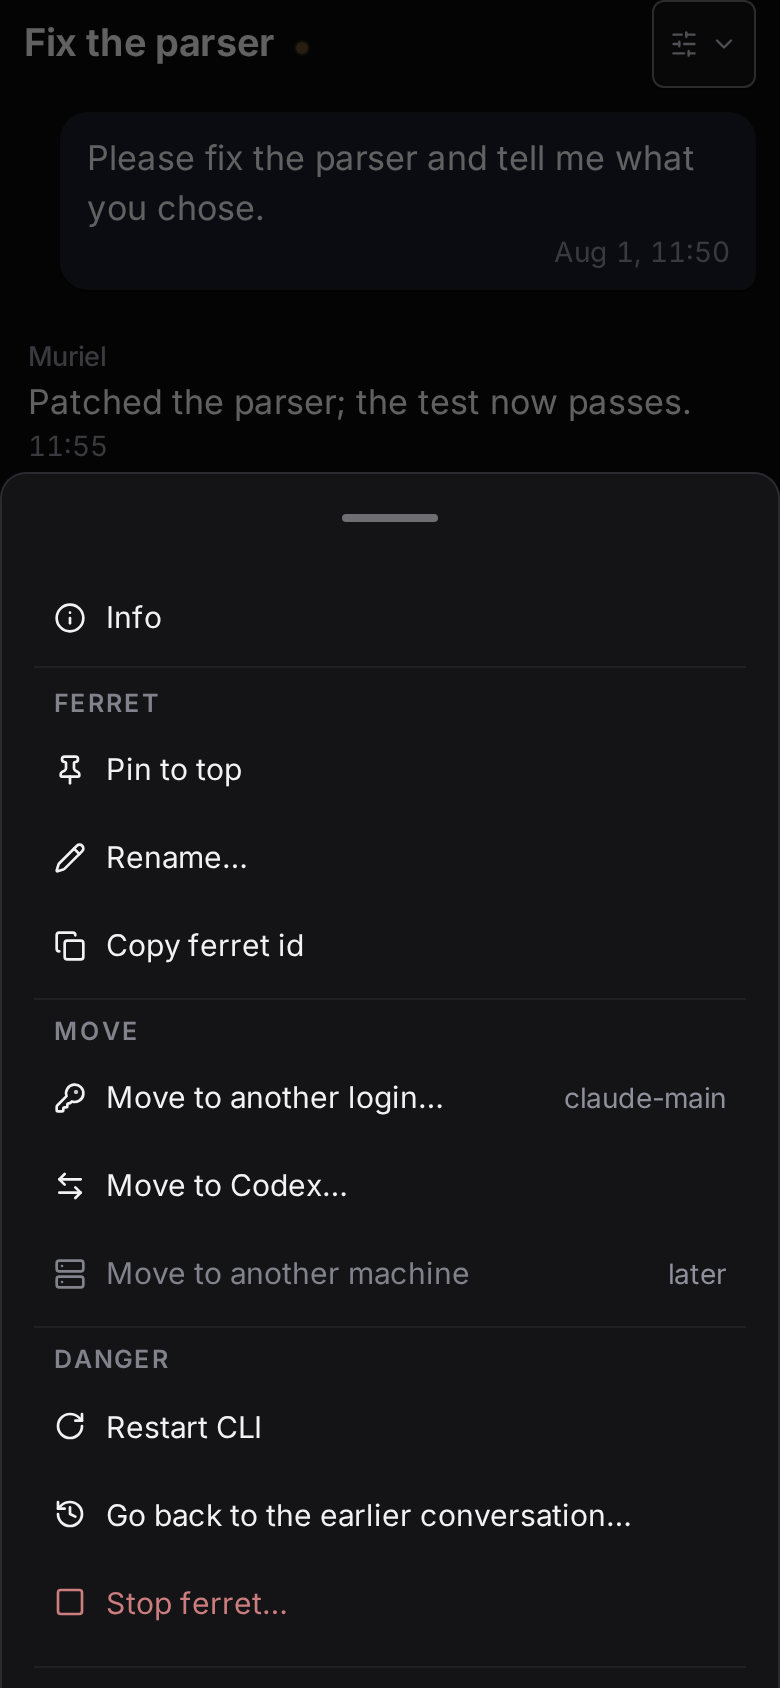 Fix the parser
Please fix the parser and tell me what
you chose.
Aug 1, 11:50
Muriel
Patched the parser; the test now passes.
11:55
Info
FERRET
Pin to top
Rename...
Copy ferret id
MOVE
Move to another login... claude-main
Move to Codex...
Move to another machine later
DANGER
Restart CLI
Go back to the earlier conversation...
Stop ferret...